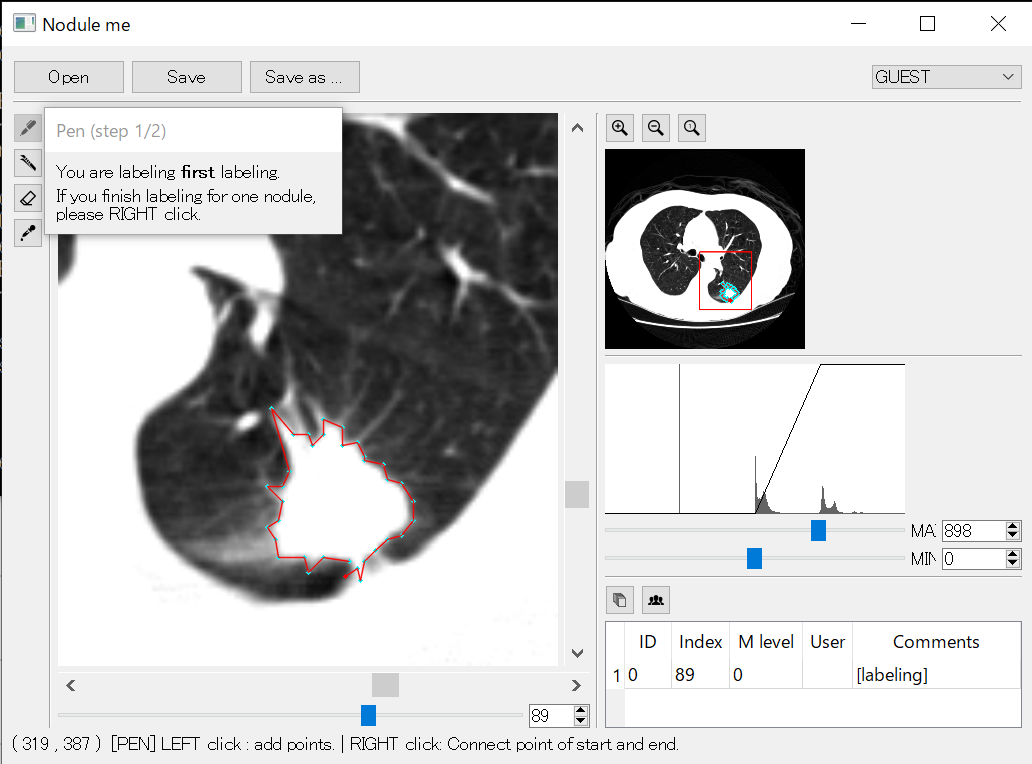 Nodule me
Open Save Save as ... GUEST
Pen (step 1/2)
You are labeling first labeling.
If you finish labeling for one nodule,
please RIGHT click.
MA 898
MIN 0
ID Index M level User Comments
1 0 89 0 [labeling]
89
( 319 , 387 ) [PEN] LEFT click : add points. | RIGHT click: Connect point of start and end.